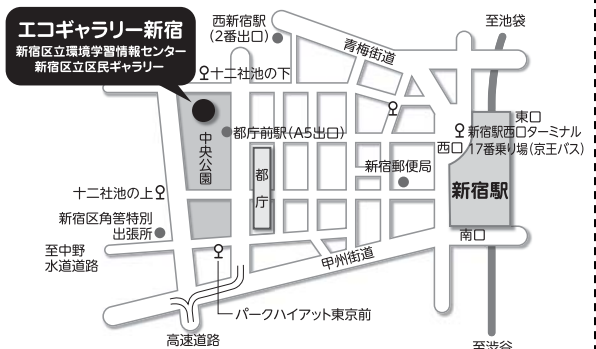 エコギャラリー新宿
新宿区立環境学習情報センター
新宿区立区民ギャラリー
西新宿駅
(2番出口)
青梅街道
至池袋
十二社池の下
東口
都庁前駅(A5出口)
新宿駅西口ターミナル
西口
17番乗り場(京王バス)
中央公園
新宿郵便局
都庁
新宿駅
十二社池の上
新宿区角筈特別
出張所
南口
至中野
水道道路
甲州街道
パークハイアット東京前
高速道路
至渋谷